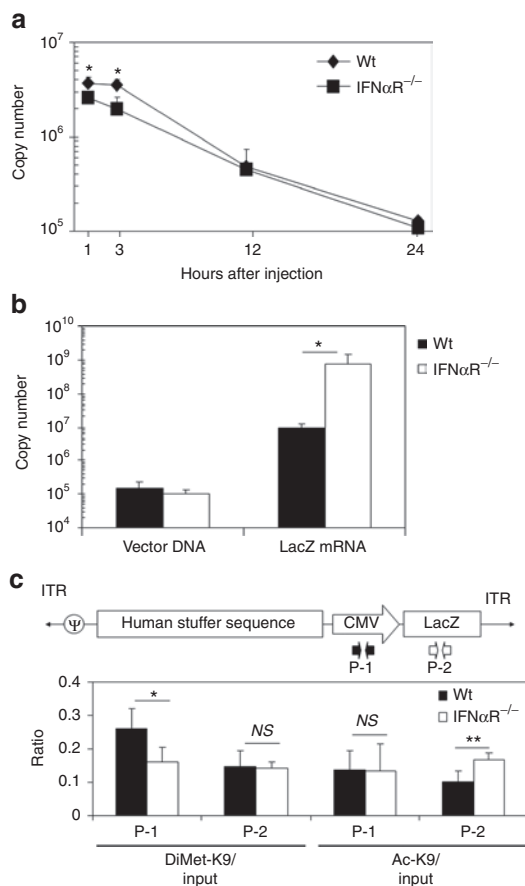 a
10^7
10^6
10^5
Copy number
Wt
IFNαR−/−
* *
1 3 12 24
Hours after injection
b
10^10
10^9
10^8
10^7
10^6
10^5
10^4
Copy number
*
Wt
IFNαR−/−
Vector DNA LacZ mRNA
c
ITR ITR
Ψ Human stuffer sequence CMV LacZ
P-1 P-2
0.4
0.3
0.2
0.1
0
Ratio
Wt
IFNαR−/−
* NS NS **
P-1 P-2 P-1 P-2
DiMet-K9/ Ac-K9/
input input